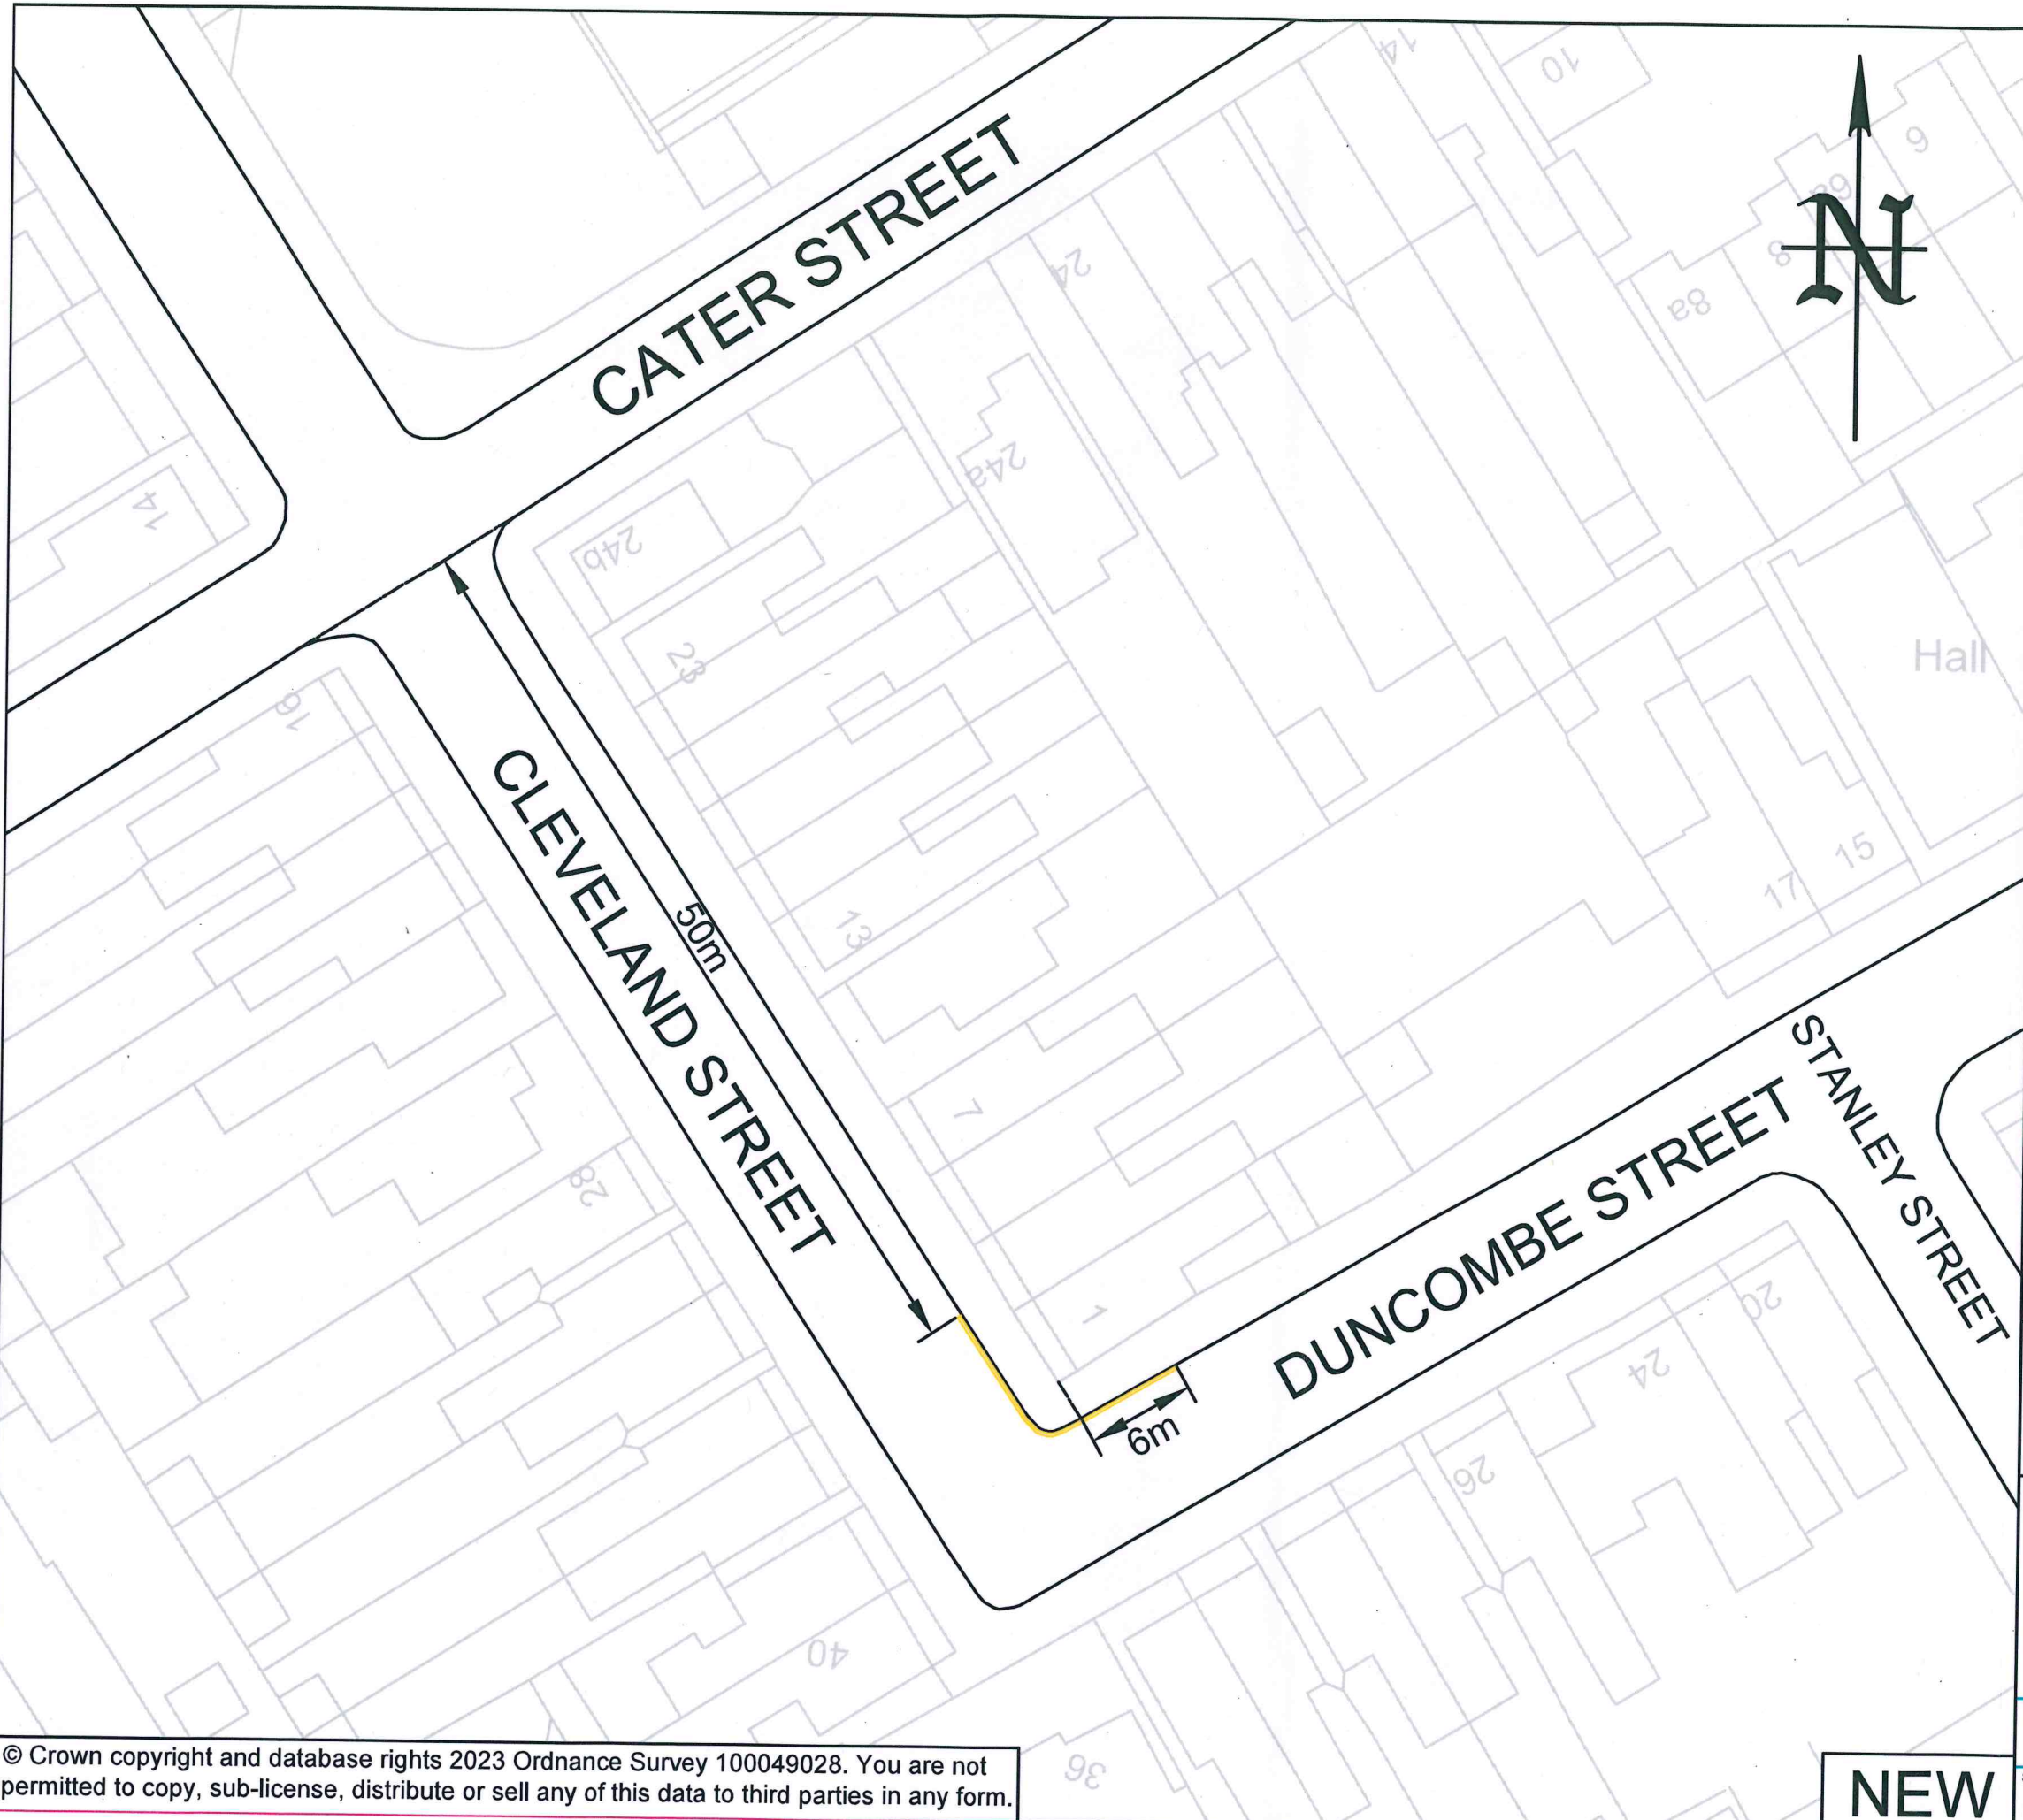 14
10
9
9a
N
8
8a
CATER STREET
24
24a
24b
14
23
Hall
16
CLEVELAND STREET
50m
13
15
17
7
STANLEY STREET
28
DUNCOMBE STREET
1
20
24
6m
26
40
36
© Crown copyright and database rights 2023 Ordnance Survey 100049028. You are not
permitted to copy, sub-license, distribute or sell any of this data to third parties in any form.
NEW